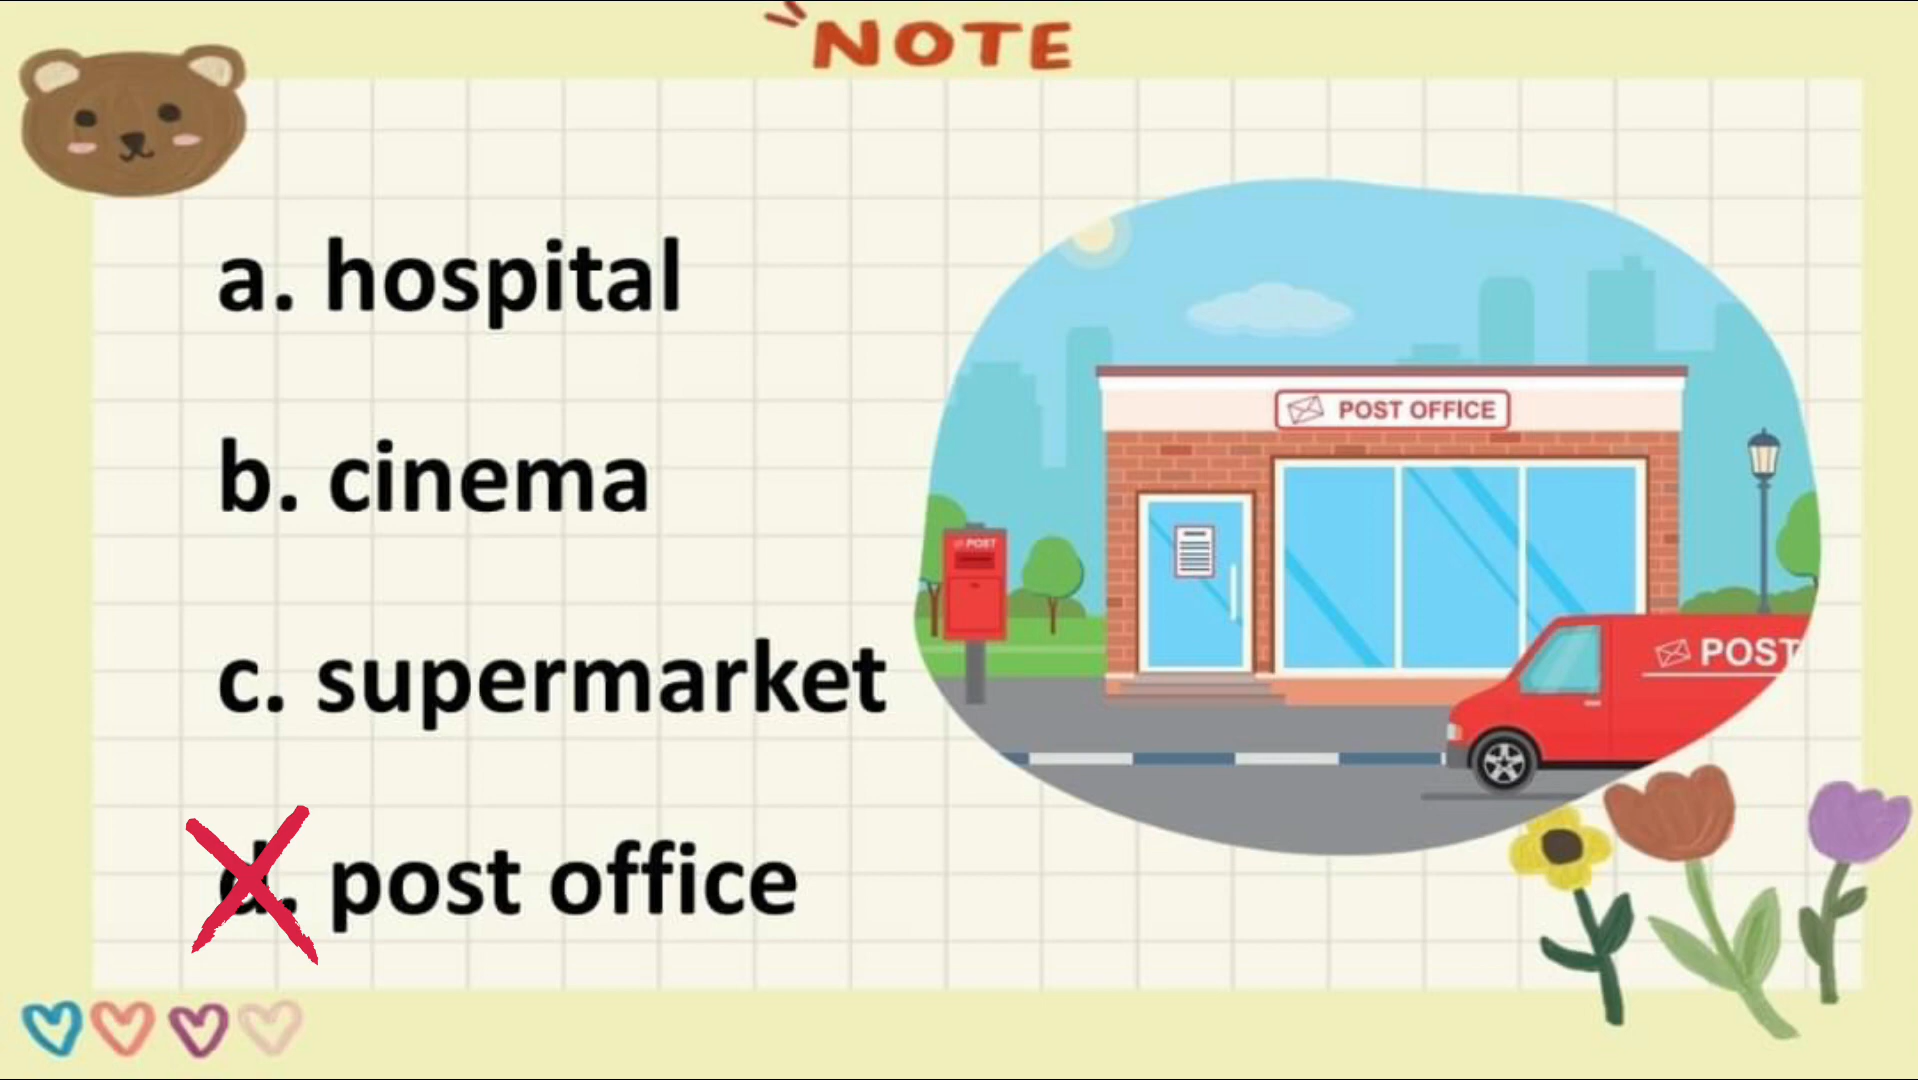 NOTE
a. hospital
b. cinema
c. supermarket
d. post office
POST OFFICE
POST
POST